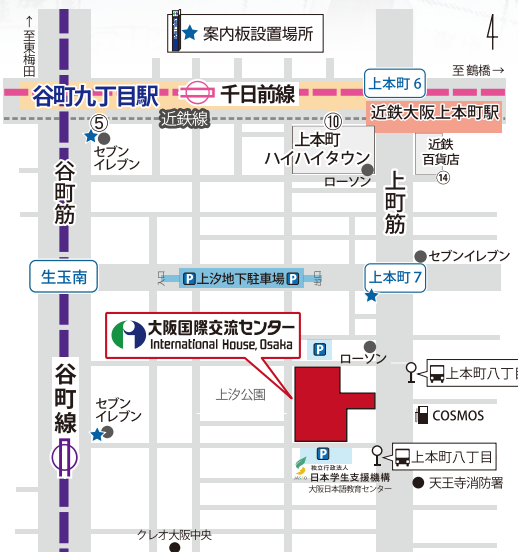 ↑至東梅田
★ 案内板設置場所
4
至鶴橋→
上本町6
谷町九丁目駅
千日前線
近鉄線
近鉄大阪上本町駅
⑤
セブン
イレブン
⑩
上本町
ハイハイタウン
ローソン
近鉄
百貨店
⑭
谷町筋
上町筋
セブンイレブン
生玉南
入口
P上汐地下駐車場P
出口
上本町7
大阪国際交流センター
International House, Osaka
P
ローソン
上本町八丁目
谷町線
上汐公園
セブン
イレブン
COSMOS
P
上本町八丁目
独立行政法人
日本学生支援機構
JASSO
大阪日本語教育センター
天王寺消防署
クレオ大阪中央